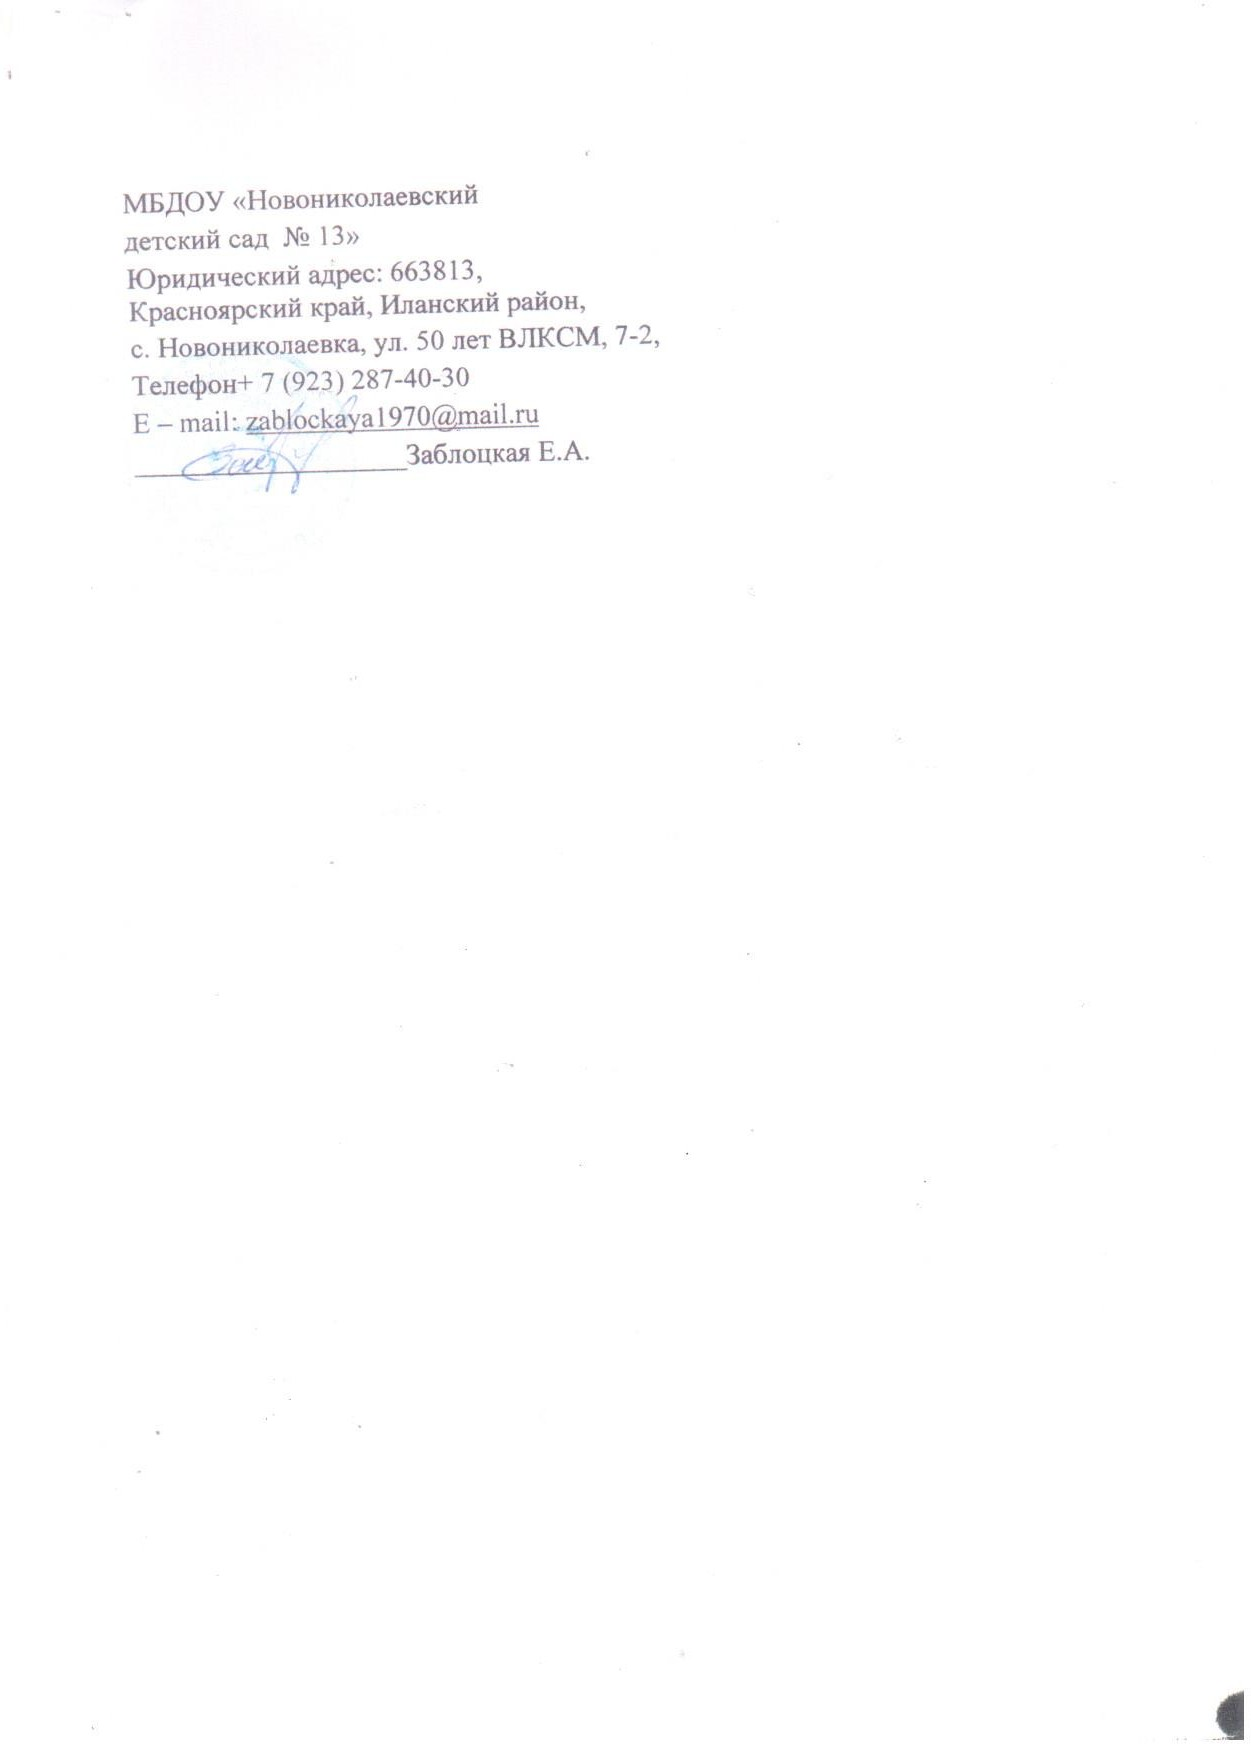 МБДОУ «Новониколаевский
детский сад № 13»
Юридический адрес: 663813,
Красноярский край, Иланский район,
с. Новониколаевка, ул. 50 лет ВЛКСМ, 7-2,
Телефон+ 7 (923) 287-40-30
E – mail: zablockaya1970@mail.ru
____________________Заблоцкая Е.А.